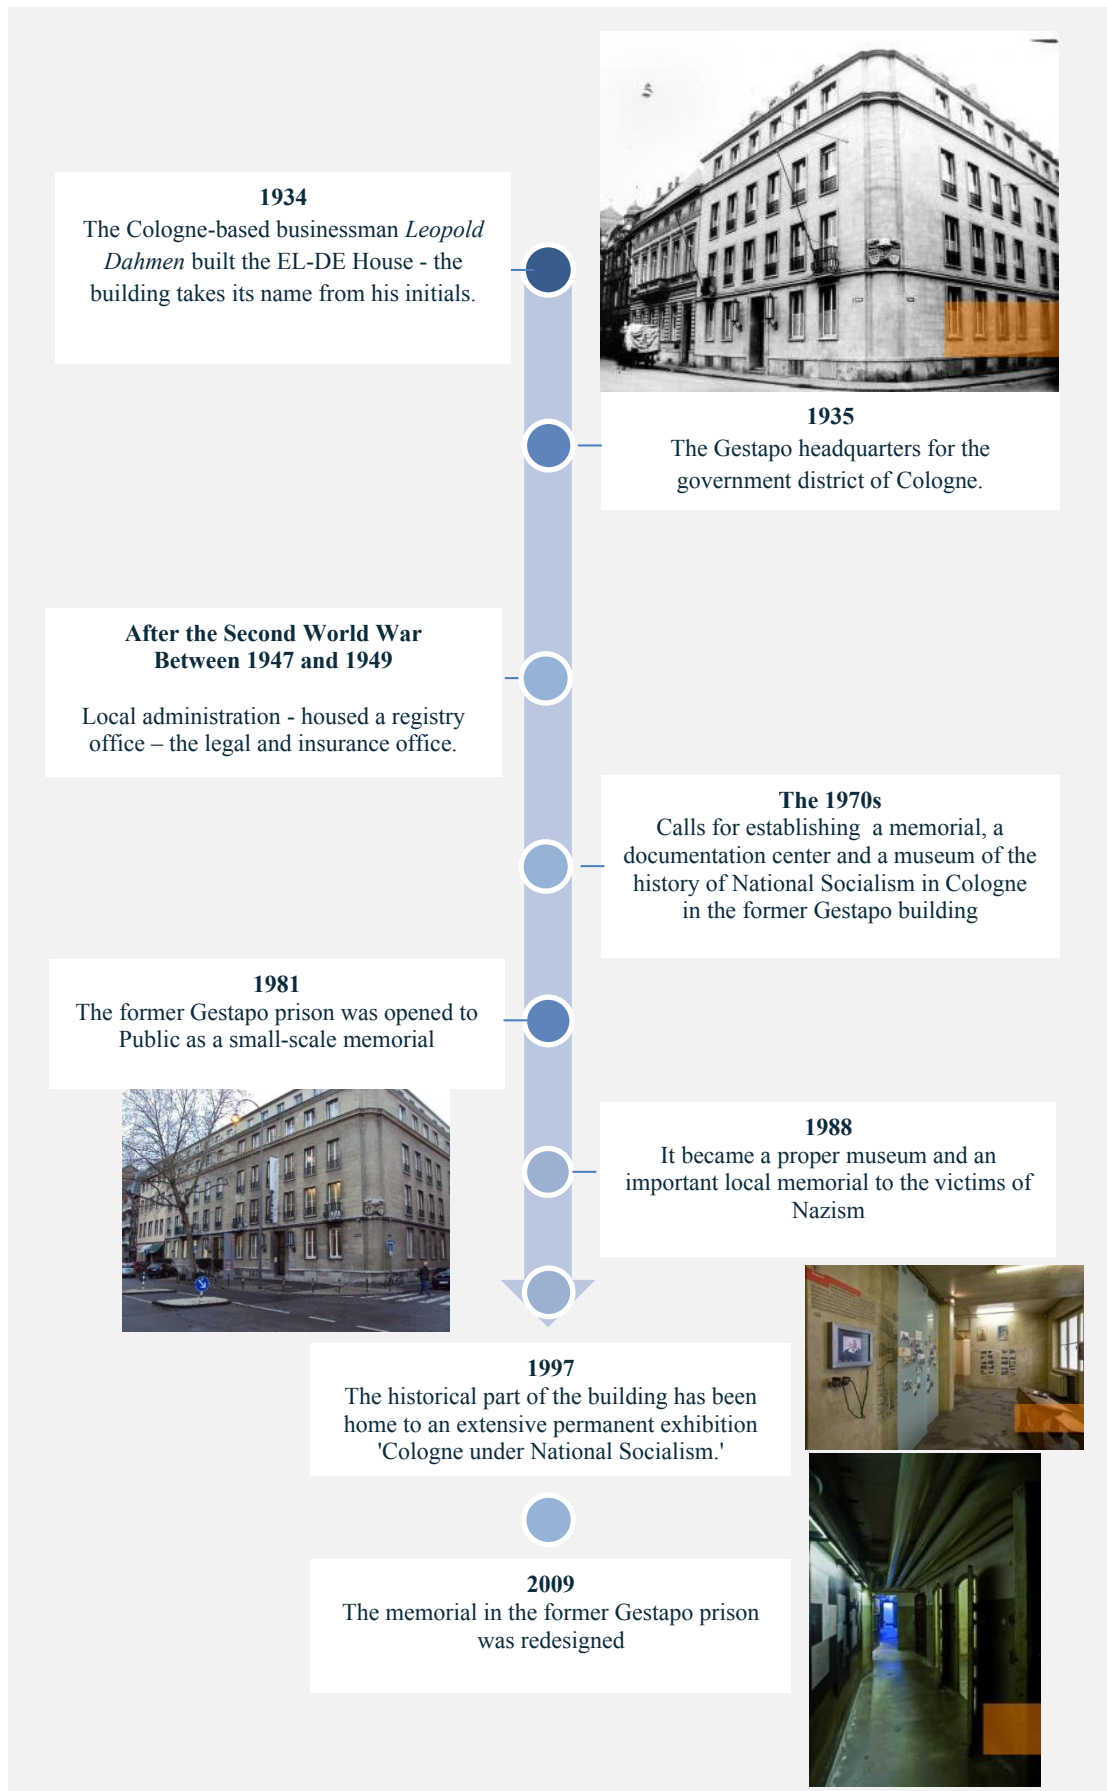 1934
The Cologne-based businessman Leopold
Dahmen built the EL-DE House - the
building takes its name from his initials.
1935
The Gestapo headquarters for the
government district of Cologne.
After the Second World War
Between 1947 and 1949
Local administration - housed a registry
office – the legal and insurance office.
The 1970s
Calls for establishing a memorial, a
documentation center and a museum of the
history of National Socialism in Cologne
in the former Gestapo building
1981
The former Gestapo prison was opened to
Public as a small-scale memorial
1988
It became a proper museum and an
important local memorial to the victims of
Nazism
1997
The historical part of the building has been
home to an extensive permanent exhibition
'Cologne under National Socialism.'
2009
The memorial in the former Gestapo prison
was redesigned